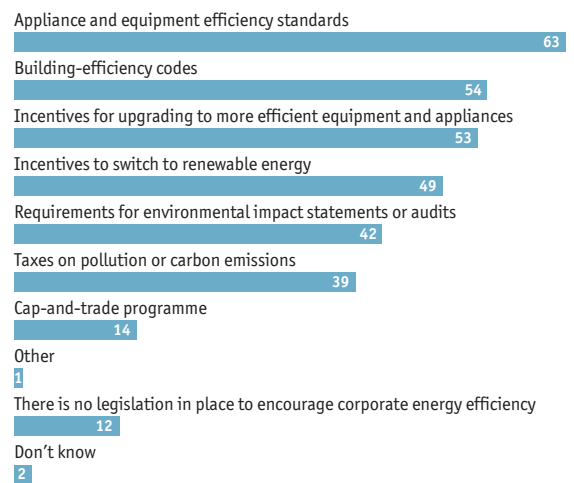 Appliance and equipment efficiency standards
63
Building-efficiency codes
54
Incentives for upgrading to more efficient equipment and appliances
53
Incentives to switch to renewable energy
49
Requirements for environmental impact statements or audits
42
Taxes on pollution or carbon emissions
39
Cap-and-trade programme
14
Other
1
There is no legislation in place to encourage corporate energy efficiency
12
Don’t know
2